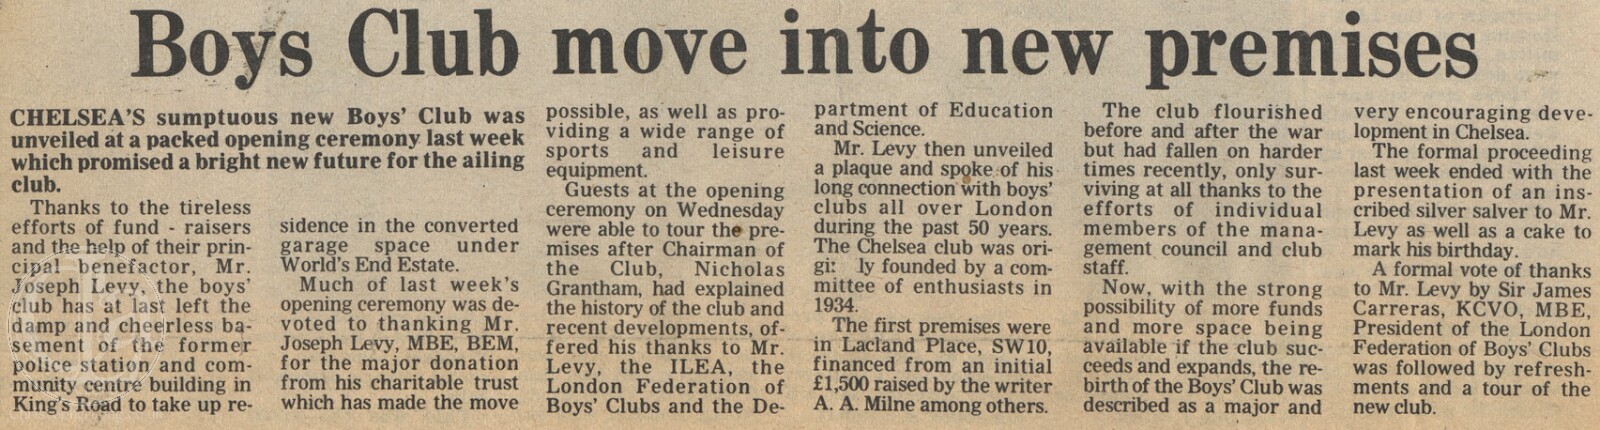 Boys Club move into new premises
CHELSEA'S sumptuous new Boys' Club was
unveiled at a packed opening ceremony last week
which promised a bright new future for the ailing
club.
Thanks to the tireless
efforts of fund - raisers
and the help of their prin-
cipal benefactor, Mr.
Joseph Levy, the boys'
club has at last left the
damp and cheerless ba-
sement of the former
police station and com-
munity centre building in
King's Road to take up re-
sidence in the converted
garage space under
World's End Estate.
Much of last week's
opening ceremony was de-
voted to thanking Mr.
Joseph Levy, MBE, BEM,
for the major donation
from his charitable trust
which has made the move
possible, as well as pro-
viding a wide range of
sports and leisure
equipment.
Guests at the opening
ceremony on Wednesday
were able to tour the pre-
mises after Chairman of
the Club, Nicholas
Grantham, had explained
the history of the club and
recent developments, of-
fered his thanks to Mr.
Levy, the ILEA, the
London Federation of
Boys' Clubs and the De-
partment of Education
and Science.
Mr. Levy then unveiled
a plaque and spoke of his
long connection with boys'
clubs all over London
during the past 50 years.
The Chelsea club was ori-
gi: ly founded by a com-
mittee of enthusiasts in
1934.
The first premises were
in Lacland Place, SW10,
financed from an initial
£1,500 raised by the writer
A. A. Milne among others.
The club flourished
before and after the war
but had fallen on harder
times recently, only sur-
viving at all thanks to the
efforts of individual
members of the mana-
gement council and club
staff.
Now, with the strong
possibility of more funds
and more space being
available if the club suc-
ceeds and expands, the re-
birth of the Boys' Club was
described as a major and
very encouraging deve-
lopment in Chelsea.
The formal proceeding
last week ended with the
presentation of an ins-
cribed silver salver to Mr.
Levy as well as a cake to
mark his birthday.
A formal vote of thanks
to Mr. Levy by Sir James
Carreras, KCVO, MBE,
President of the London
Federation of Boys' Clubs
was followed by refresh-
ments and a tour of the
new club.